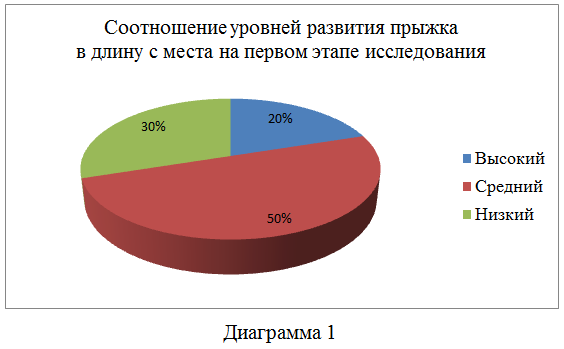 Соотношение уровней развития прыжка
в длину с места на первом этапе исследования
20%
30%
50%
Высокий
Средний
Низкий
Диаграмма 1